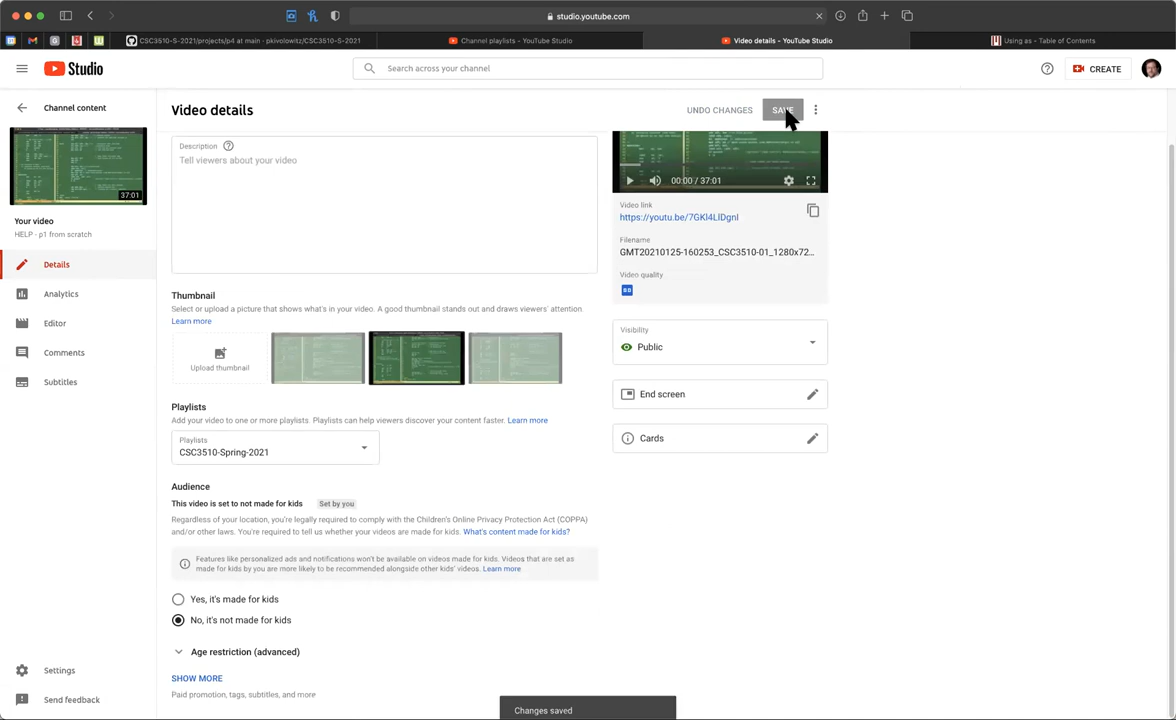 studio.youtube.com
CSC3510-S-2021/projects/p4 at main · pkivolowitz/CSC3510-S-2021
Channel playlists - YouTube Studio
Video details - YouTube Studio
Using as - Table of Contents
Studio
Search across your channel
CREATE
Channel content
Video details
UNDO CHANGES
SAVE
37:01
Your video
HELP - p1 from scratch
Details
Analytics
Editor
Comments
Subtitles
Settings
Send feedback
Description
Tell viewers about your video
Thumbnail
Select or upload a picture that shows what's in your video. A good thumbnail stands out and draws viewers' attention.
Learn more
Upload thumbnail
Playlists
Add your video to one or more playlists. Playlists can help viewers discover your content faster. Learn more
Playlists
CSC3510-Spring-2021
Audience
This video is set to not made for kids Set by you
Regardless of your location, you're legally required to comply with the Children's Online Privacy Protection Act (COPPA)
and/or other laws. You're required to tell us whether your videos are made for kids. What's content made for kids?
Features like personalized ads and notifications won't be available on videos made for kids. Videos that are set as
made for kids by you are more likely to be recommended alongside other kids' videos. Learn more
Yes, it's made for kids
No, it's not made for kids
Age restriction (advanced)
SHOW MORE
Paid promotion, tags, subtitles, and more
00:00 / 37:01
Video link
https://youtu.be/7GKl4LlDgnI
Filename
GMT20210125-160253_CSC3510-01_1280x72...
Video quality
SD
Visibility
Public
End screen
Cards
Changes saved